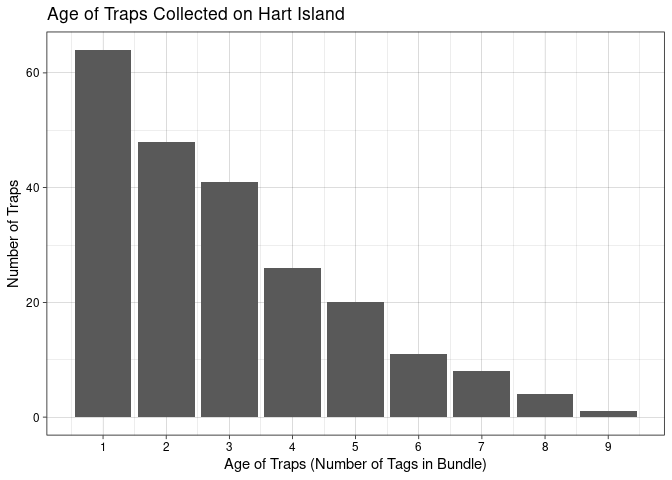 Age of Traps Collected on Hart Island
60
40
20
0
Number of Traps
1 2 3 4 5 6 7 8 9
Age of Traps (Number of Tags in Bundle)